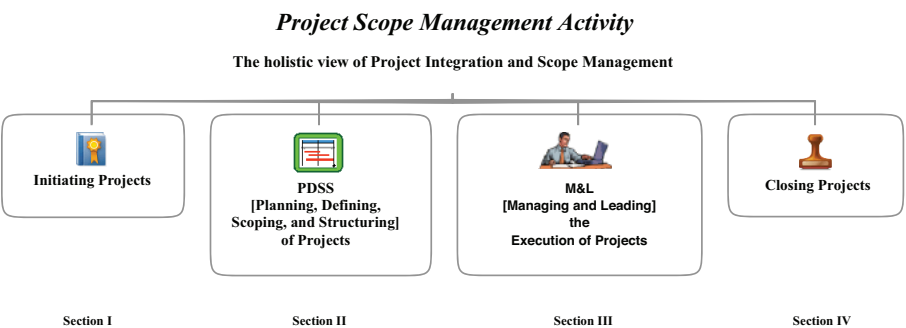 Project Scope Management Activity
The holistic view of Project Integration and Scope Management
Initiating Projects
PDSS
[Planning, Defining,
Scoping, and Structuring]
of Projects
M&L
[Managing and Leading]
the
Execution of Projects
Closing Projects
Section I
Section II
Section III
Section IV